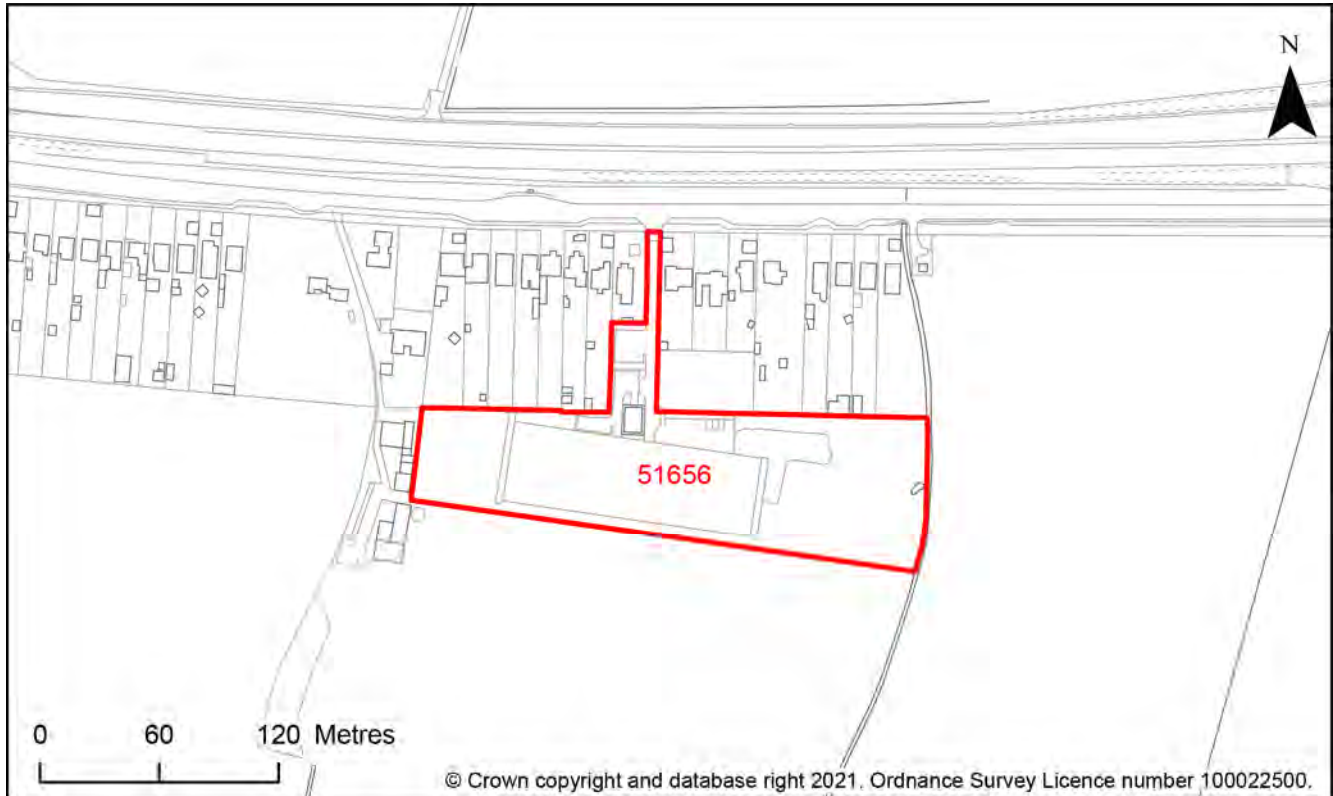 N
51656
0 60 120 Metres
© Crown copyright and database right 2021. Ordnance Survey Licence number 100022500.